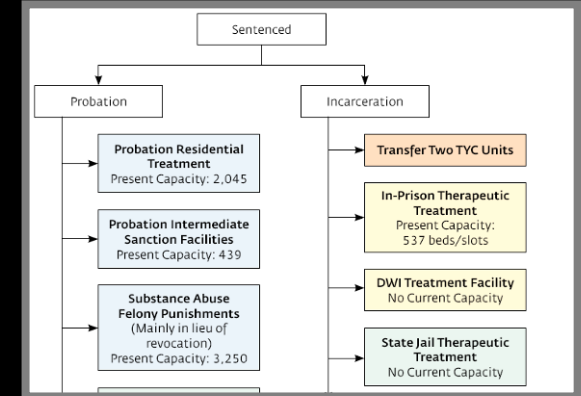 Sentenced
Probation
Incarceration
Probation Residential
Treatment
Present Capacity: 2,045
Probation Intermediate
Sanction Facilities
Present Capacity: 439
Substance Abuse
Felony Punishments
(Mainly in lieu of
revocation)
Present Capacity: 3,250
Transfer Two TYC Units
In-Prison Therapeutic
Treatment
Present Capacity:
537 beds/slots
DWI Treatment Facility
No Current Capacity
State Jail Therapeutic
Treatment
No Current Capacity